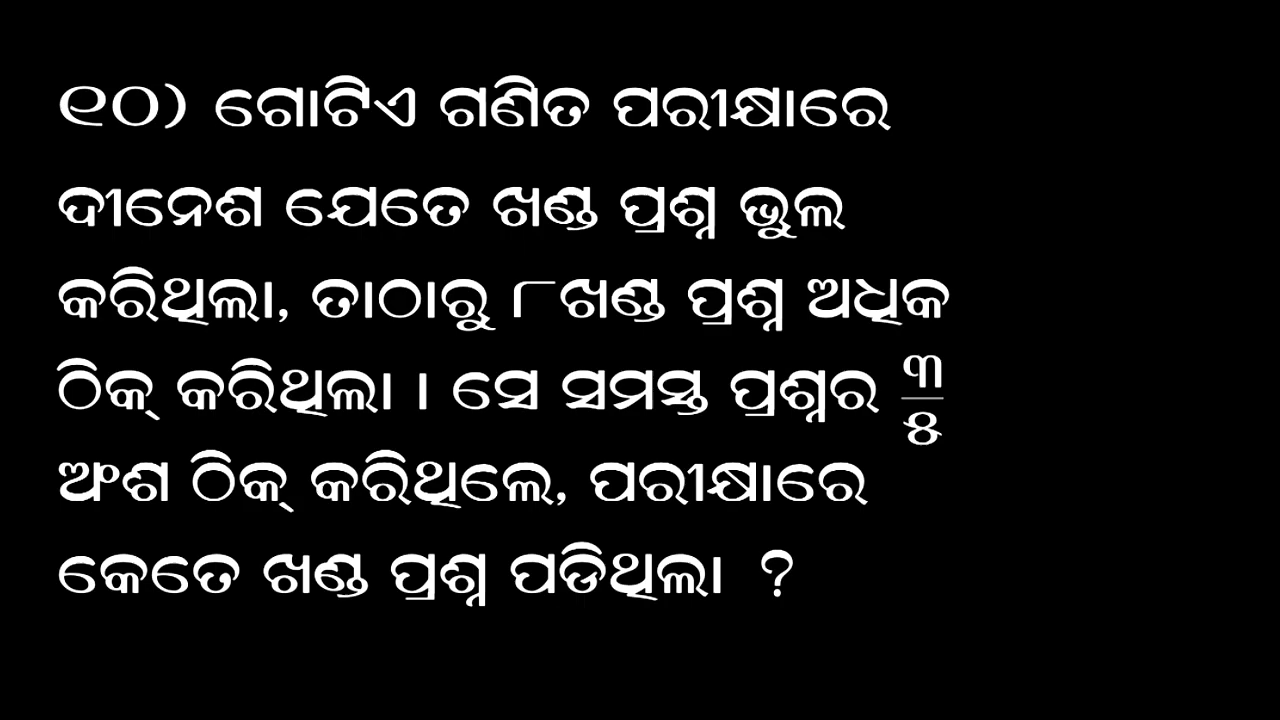 ୧୦) ଗୋଟିଏ ଗଣିତ ପରୀକ୍ଷାରେ
ଦୀନେଶ ଯେତେ ଖଣ୍ଡ ପ୍ରଶ୍ନ ଭୁଲ
କରିଥିଲା, ତାଠାରୁ ୮ଖଣ୍ଡ ପ୍ରଶ୍ନ ଅଧିକ
ଠିକ୍ କରିଥିଲା । ସେ ସମସ୍ତ ପ୍ରଶ୍ନର ୩/୫
ଅଂଶ ଠିକ୍ କରିଥିଲେ, ପରୀକ୍ଷାରେ
କେତେ ଖଣ୍ଡ ପ୍ରଶ୍ନ ପଡିଥିଲା ?